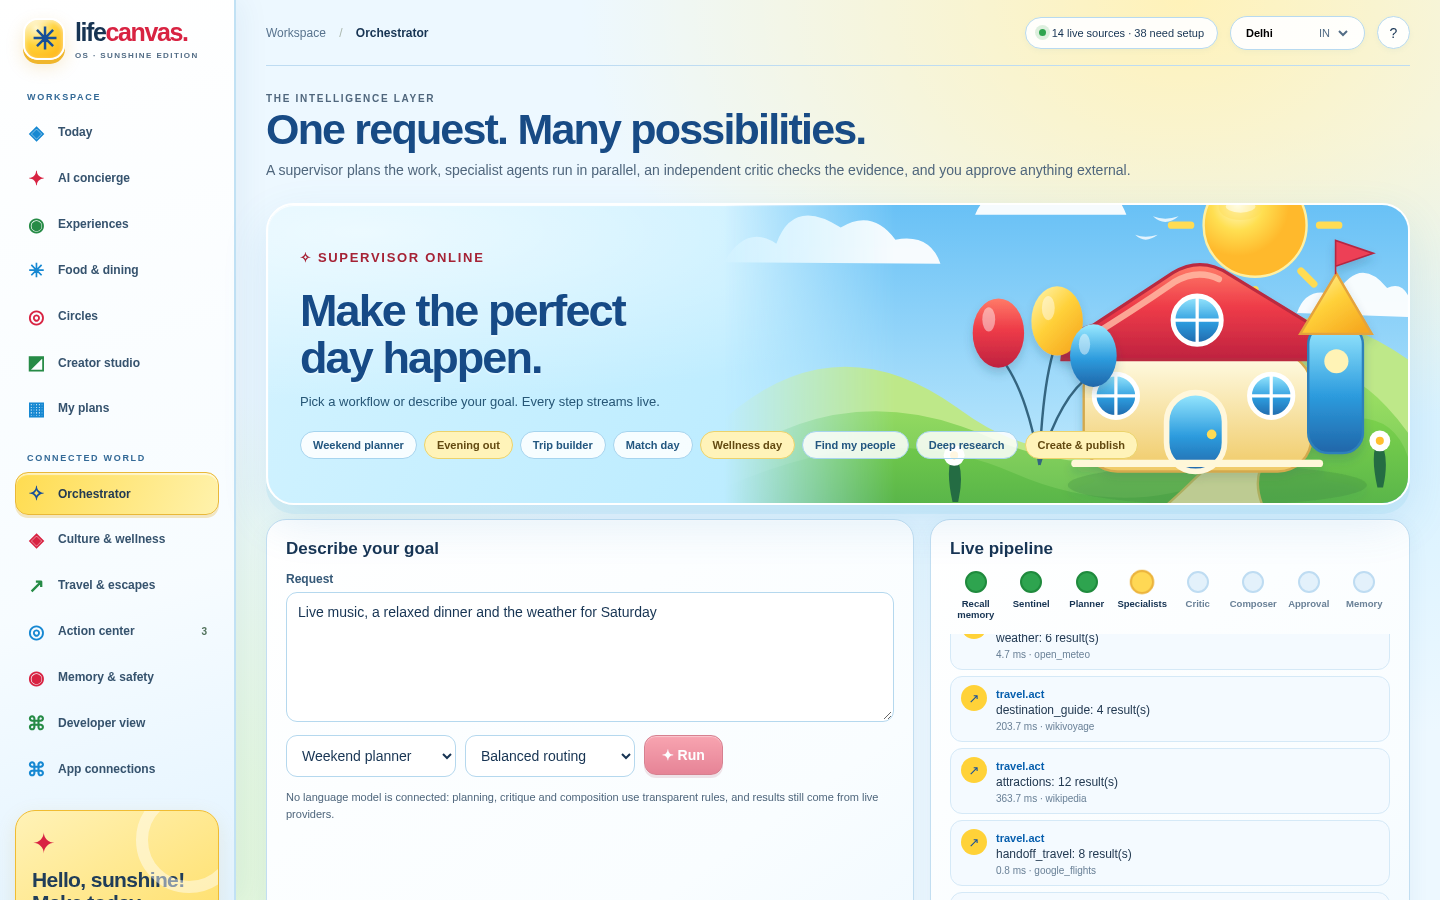 lifecanvas.
OS · SUNSHINE EDITION
WORKSPACE
Today
AI concierge
Experiences
Food & dining
Circles
Creator studio
My plans
CONNECTED WORLD
Orchestrator
Culture & wellness
Travel & escapes
Action center 3
Memory & safety
Developer view
App connections
Hello, sunshine!
Workspace / Orchestrator
14 live sources · 38 need setup
Delhi IN
?
THE INTELLIGENCE LAYER
One request. Many possibilities.
A supervisor plans the work, specialist agents run in parallel, an independent critic checks the evidence, and you approve anything external.
✧ SUPERVISOR ONLINE
Make the perfect
day happen.
Pick a workflow or describe your goal. Every step streams live.
Weekend planner
Evening out
Trip builder
Match day
Wellness day
Find my people
Deep research
Create & publish
Describe your goal
Request
Live music, a relaxed dinner and the weather for Saturday
Weekend planner
Balanced routing
✦ Run
No language model is connected: planning, critique and composition use transparent rules, and results still come from live
providers.
Live pipeline
Recall
memory
Sentinel
Planner
Specialists
Critic
Composer
Approval
Memory
weather: 6 result(s)
4.7 ms · open_meteo
travel.act
destination_guide: 4 result(s)
203.7 ms · wikivoyage
travel.act
attractions: 12 result(s)
363.7 ms · wikipedia
travel.act
handoff_travel: 8 result(s)
0.8 ms · google_flights